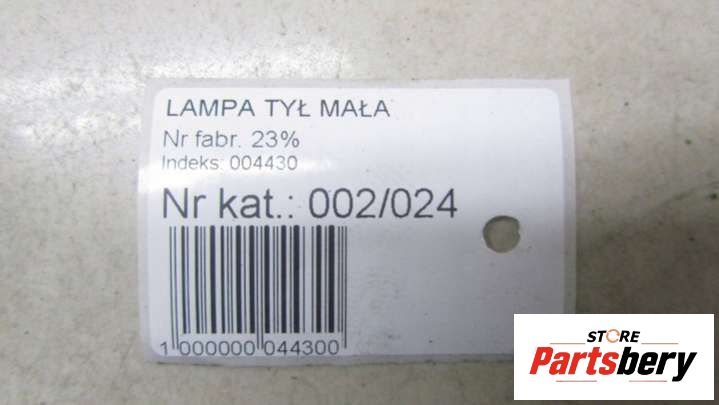 LAMPA TYŁ MAŁA
Nr fabr. 23%
Indeks: 004430
Nr kat.: 002/024
1 000000 044300
STORE
Partsbery